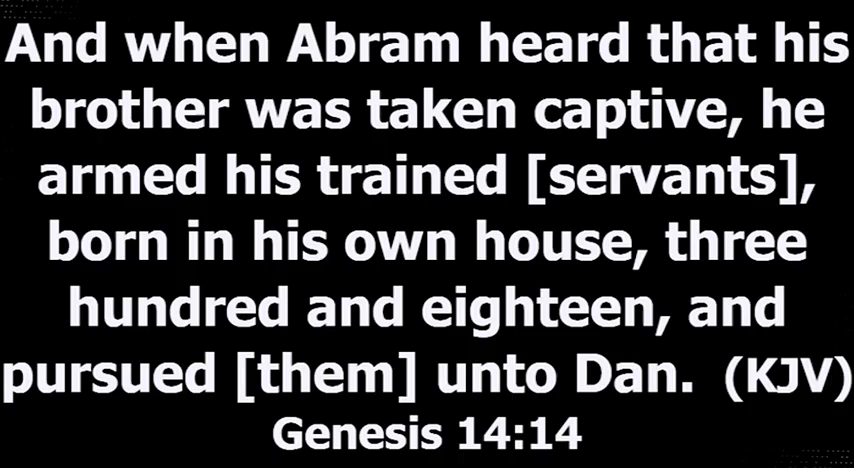 And when Abram heard that his
brother was taken captive, he
armed his trained [servants],
born in his own house, three
hundred and eighteen, and
pursued [them] unto Dan. (KJV)
Genesis 14:14